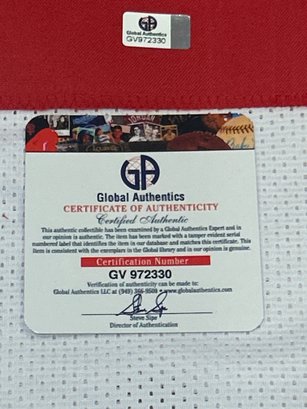 GA
Global Authentics
GV972330
JORDAN
GA
Global Authentics
CERTIFICATE OF AUTHENTICITY
Certified Authentic
This authentic collectible has been examined by a Global Authentics Expert and in
our opinion is authentic. The item has been marked with a tamper evident serial
numbered label that identifies the item in our database and matches this certificate. This
item is consistent with the exemplars in the Global library and in our opinion is genuine.
Certification Number
GV 972330
Verification of authenticity can be made to:
Global Authentics LLC at (949) 366-9500 • www.globalauthentics.com
Steve Sipe
Director of Authentication